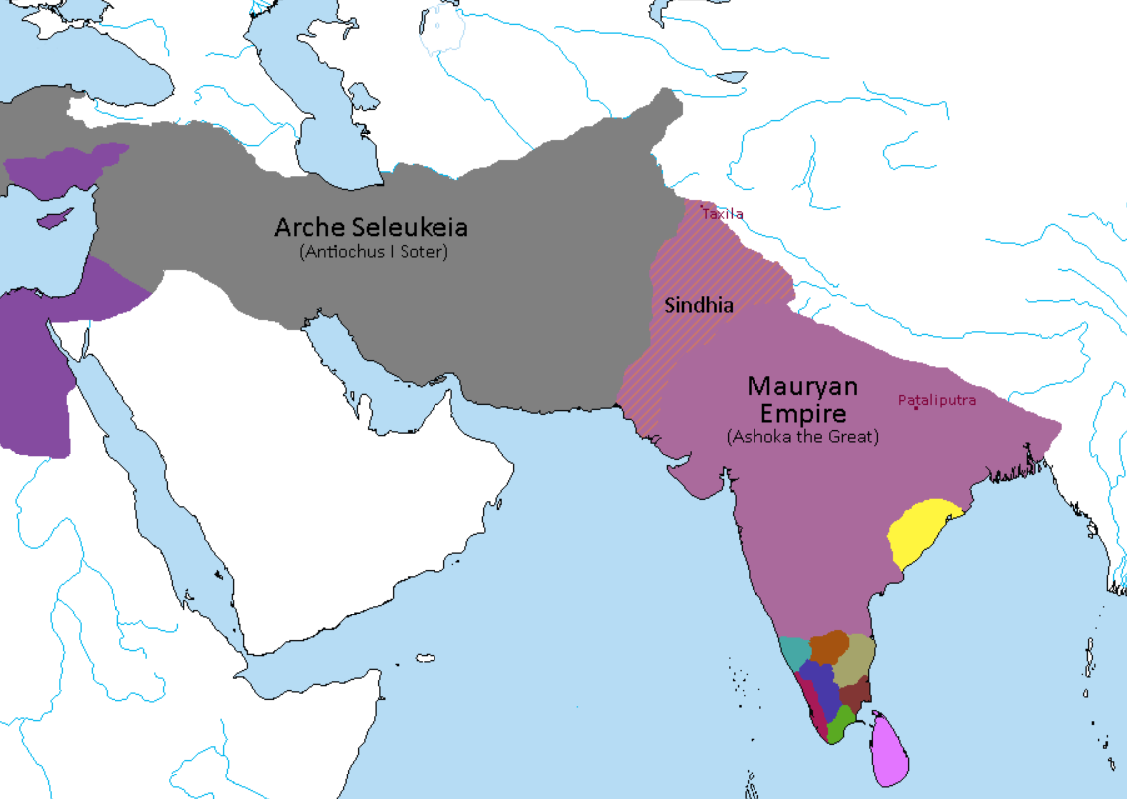 Taxila
Arche Seleukeia
(Antiochus I Soter)
Sindhia
Mauryan
Empire
(Ashoka the Great)
Pataliputra